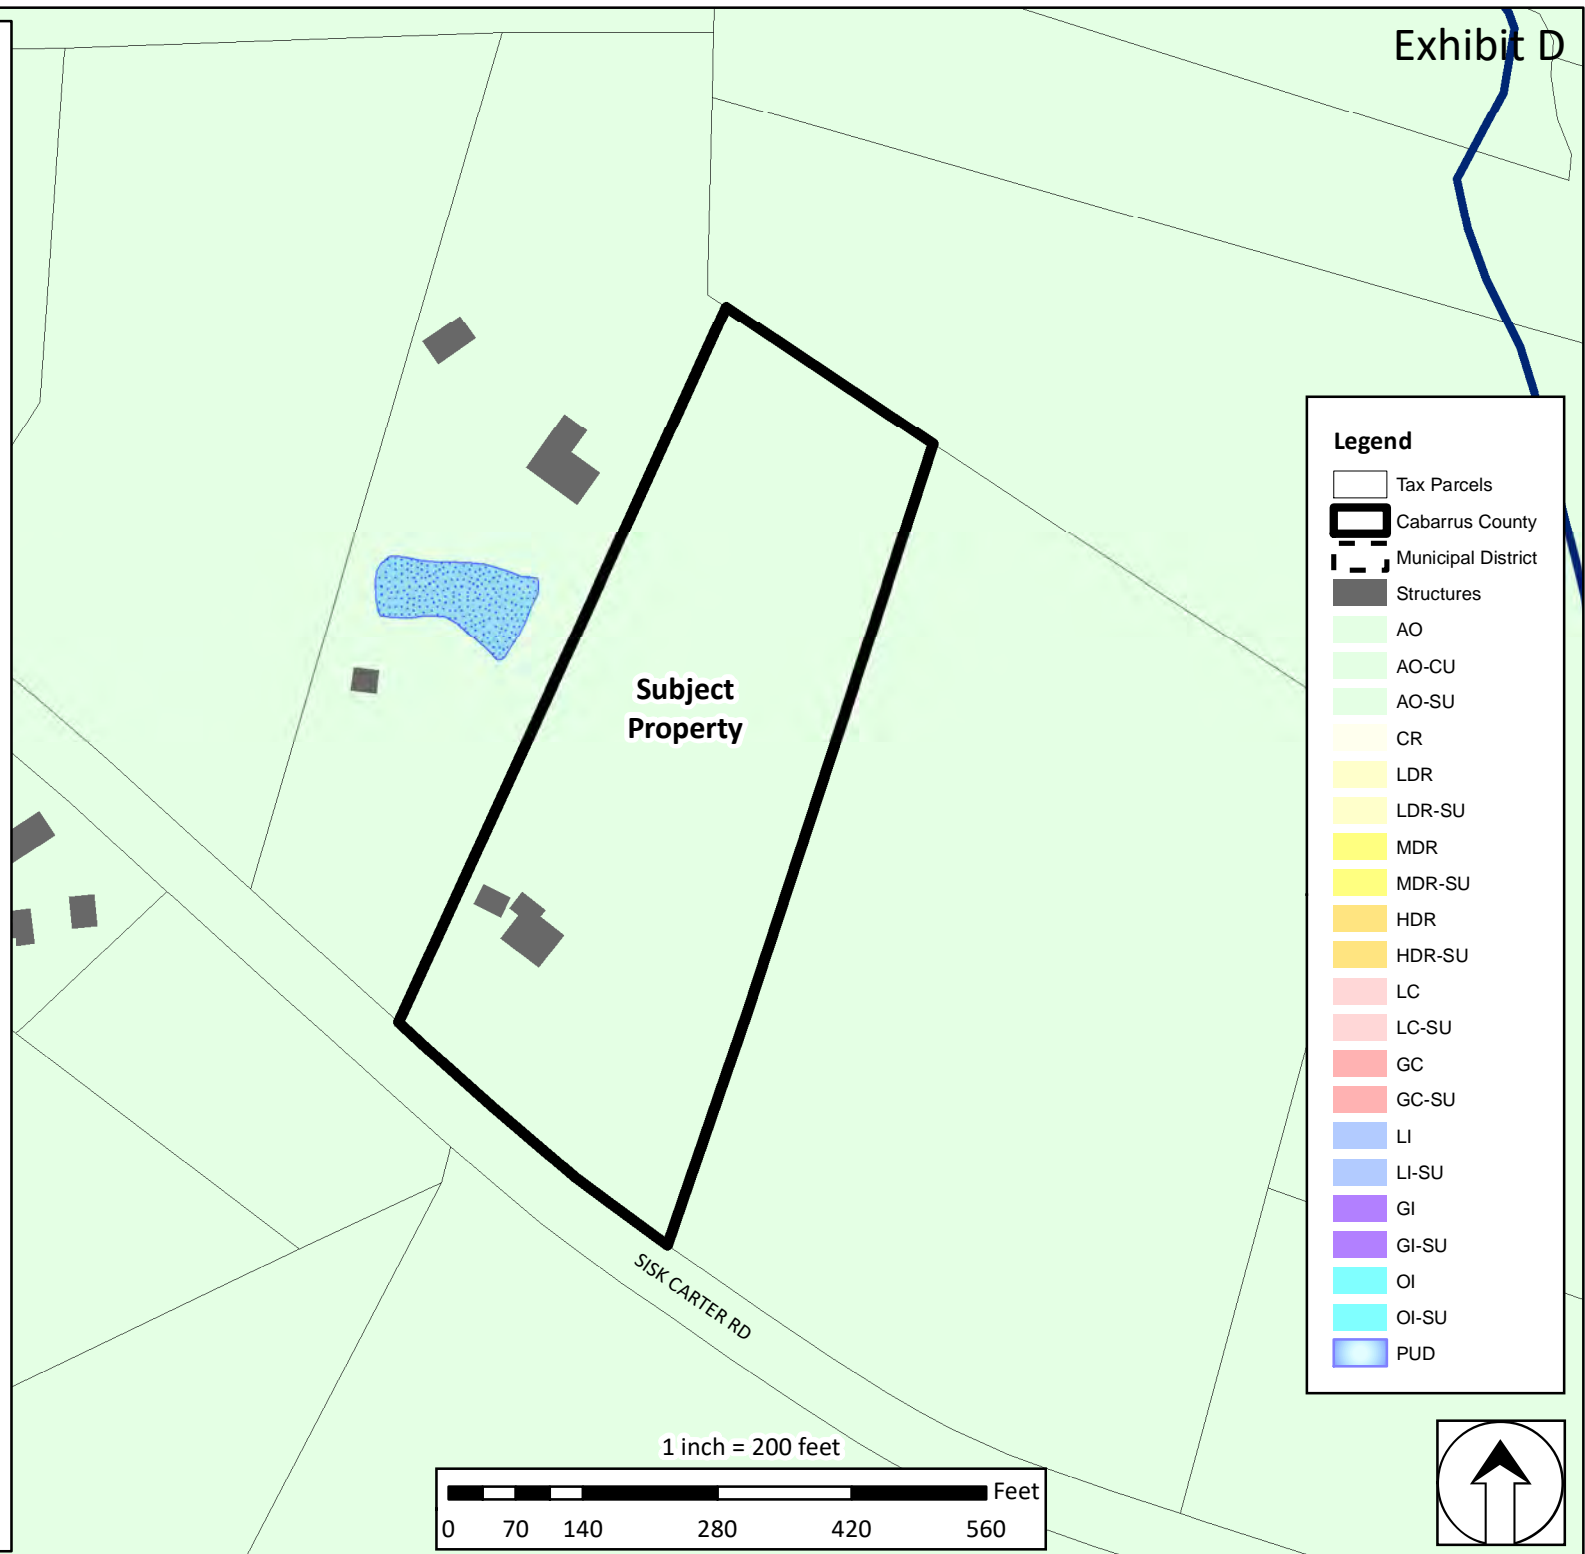 Exhibit D
Subject
Property
Legend
Tax Parcels
Cabarrus County
Municipal District
Structures
AO
AO-CU
AO-SU
CR
LDR
LDR-SU
MDR
MDR-SU
HDR
HDR-SU
LC
LC-SU
GC
GC-SU
LI
LI-SU
GI
GI-SU
OI
OI-SU
PUD
SISK CARTER RD
1 inch = 200 feet
Feet
0 70 140 280 420 560